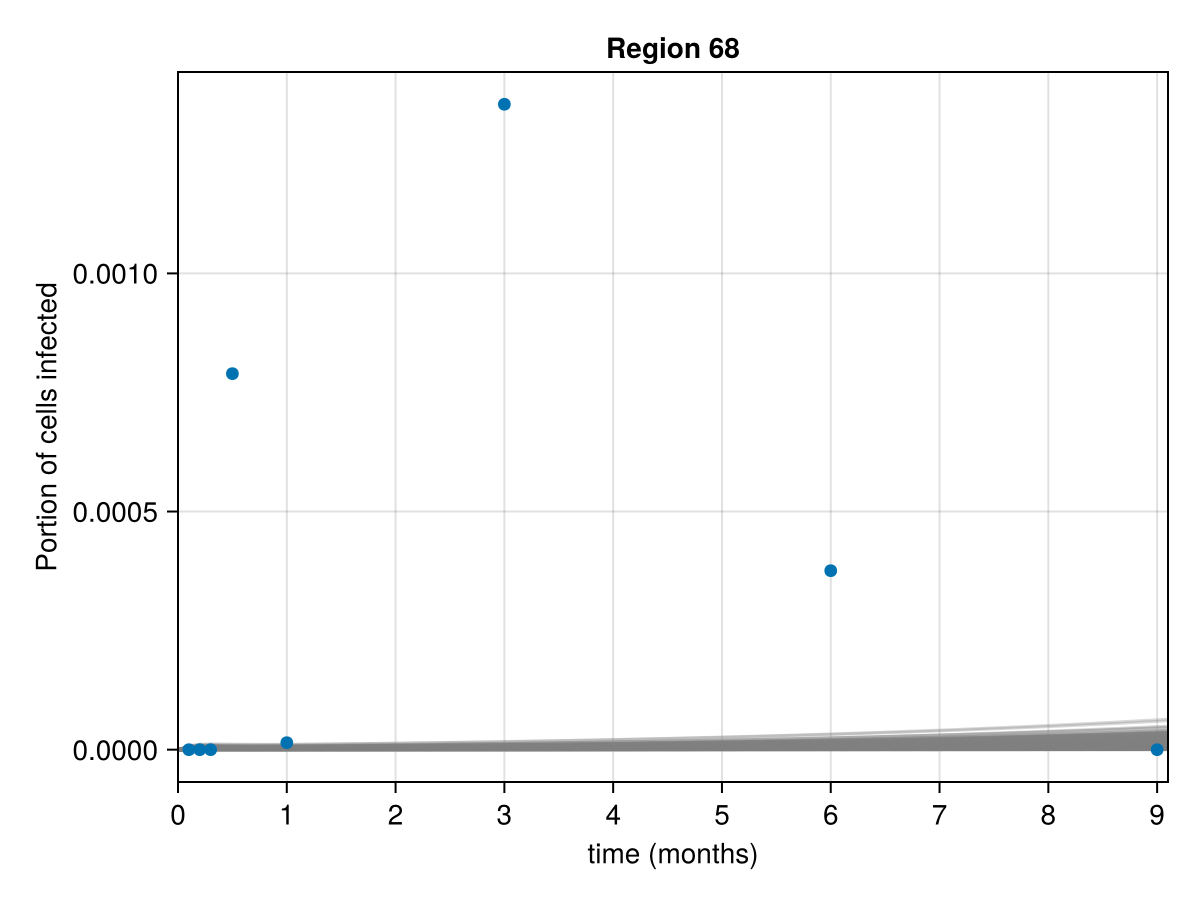 Region 68
Portion of cells infected
0.0010
0.0005
0.0000
0 1 2 3 4 5 6 7 8 9
time (months)